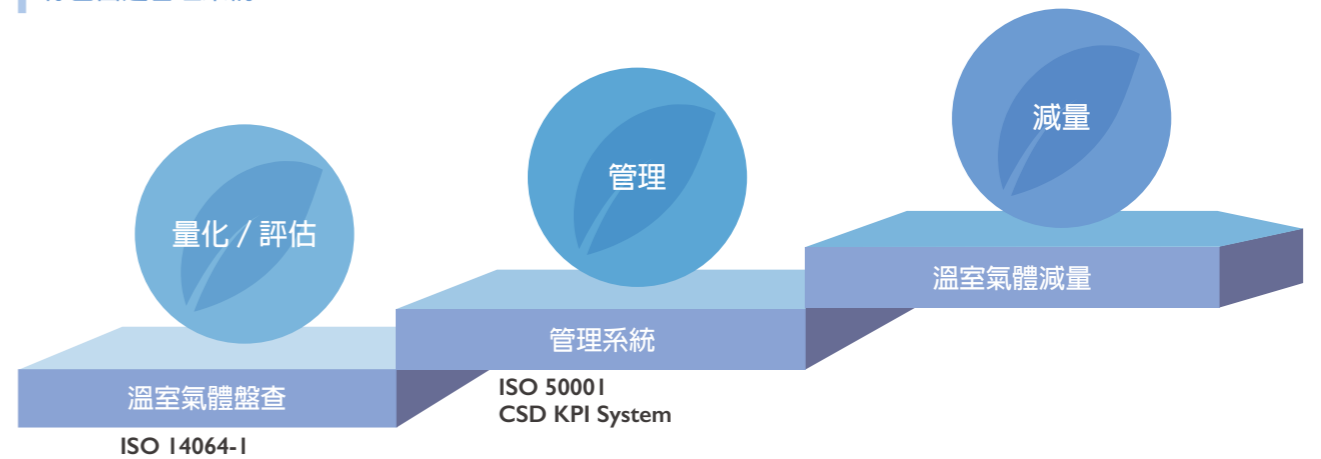 量化 / 評估
溫室氣體盤查
ISO 14064-1
管理
管理系統
ISO 50001
CSD KPI System
減量
溫室氣體減量